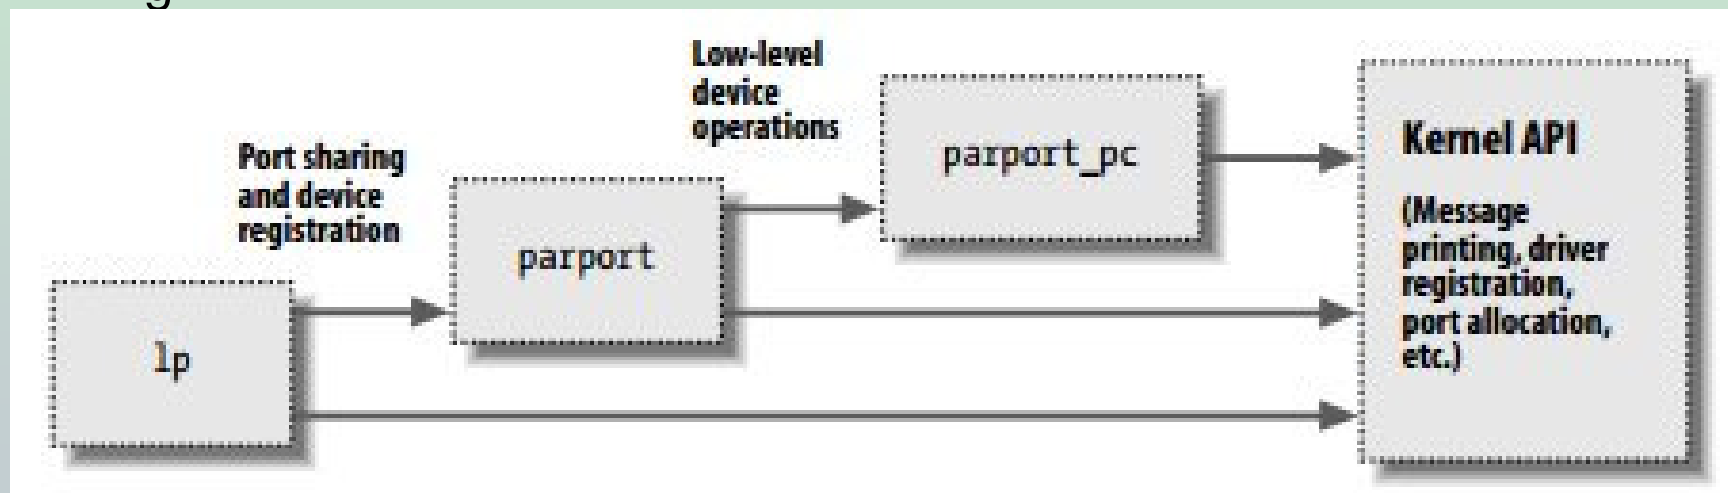 Low-level
device
operations
Port sharing
and device
registration
parport_pc
Kernel API
(Message
printing, driver
registration,
port allocation,
etc.)
parport
lp